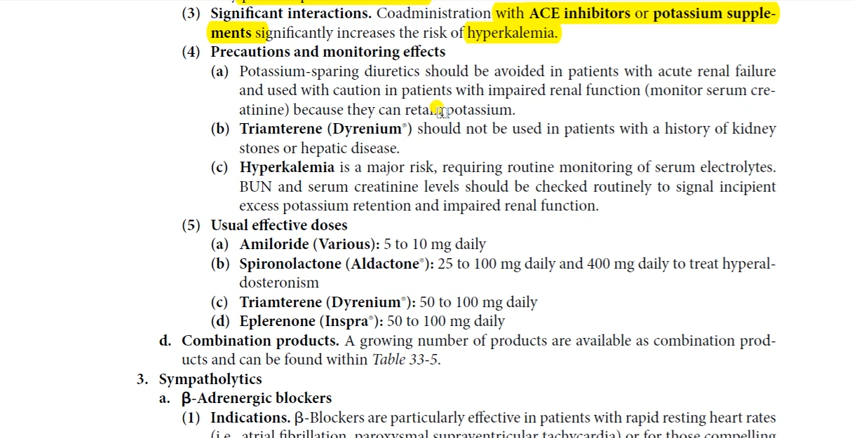 (3) Significant interactions. Coadministration with ACE inhibitors or potassium supple-
ments significantly increases the risk of hyperkalemia.
(4) Precautions and monitoring effects
(a) Potassium-sparing diuretics should be avoided in patients with acute renal failure
and used with caution in patients with impaired renal function (monitor serum cre-
atinine) because they can retain potassium.
(b) Triamterene (Dyrenium®) should not be used in patients with a history of kidney
stones or hepatic disease.
(c) Hyperkalemia is a major risk, requiring routine monitoring of serum electrolytes.
BUN and serum creatinine levels should be checked routinely to signal incipient
excess potassium retention and impaired renal function.
(5) Usual effective doses
(a) Amiloride (Various): 5 to 10 mg daily
(b) Spironolactone (Aldactone®): 25 to 100 mg daily and 400 mg daily to treat hyperal-
dosteronism
(c) Triamterene (Dyrenium®): 50 to 100 mg daily
(d) Eplerenone (Inspra®): 50 to 100 mg daily
d. Combination products. A growing number of products are available as combination prod-
ucts and can be found within Table 33-5.
3. Sympatholytics
a. β-Adrenergic blockers
(1) Indications. β-Blockers are particularly effective in patients with rapid resting heart rates
(i.e., atrial fibrillation, paroxysmal supraventricular tachycardia) or for those compelling